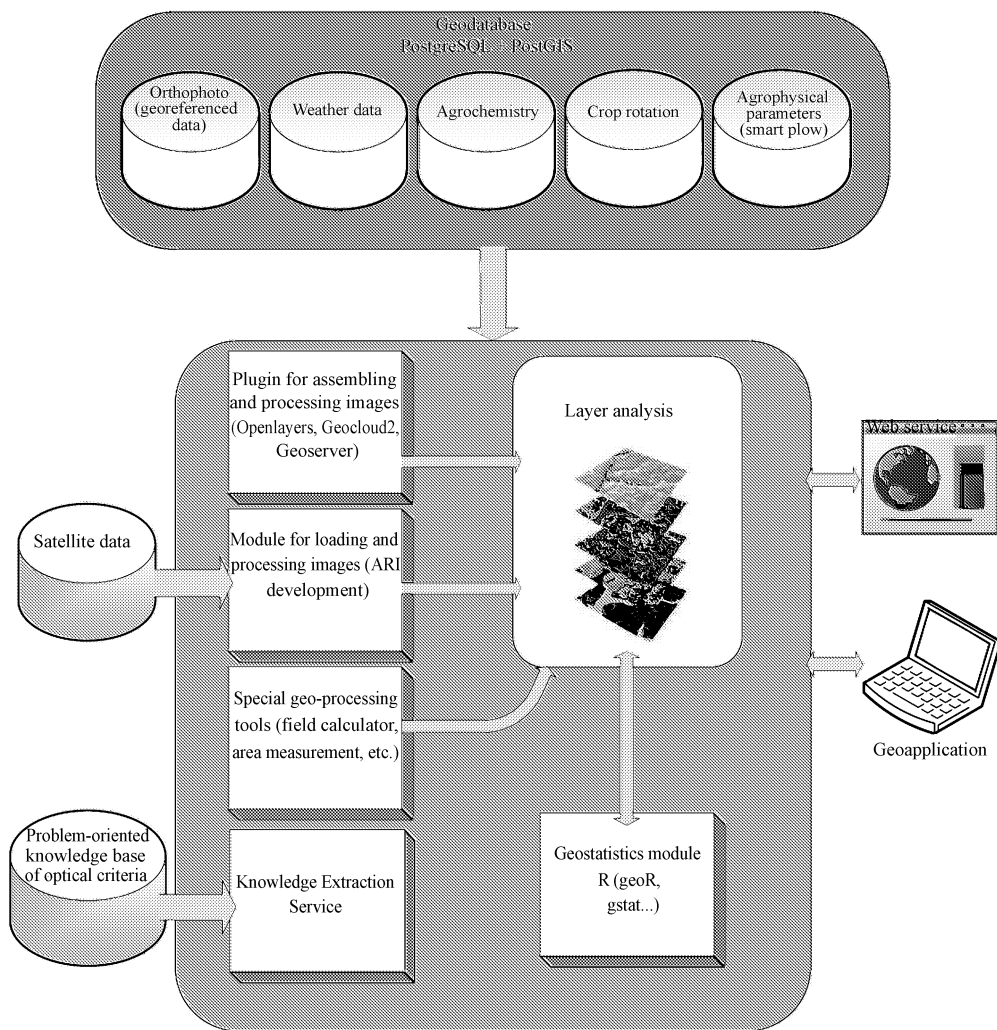 Geodatabase
PostgreSQL + PostGIS
Orthophoto
(georeferenced
data)
Weather data
Agrochemistry
Crop rotation
Agrophysical
parameters
(smart plow)
Plugin for assembling
and processing images
(Openlayers, Geocloud2,
Geoserver)
Layer analysis
Web service
Satellite data
Module for loading and
processing images (ARI
development)
Special geo-processing
tools (field calculator,
area measurement, etc.)
Geoapplication
Problem-oriented
knowledge base
of optical criteria
Knowledge Extraction
Service
Geostatistics module
R (geoR,
gstat...)